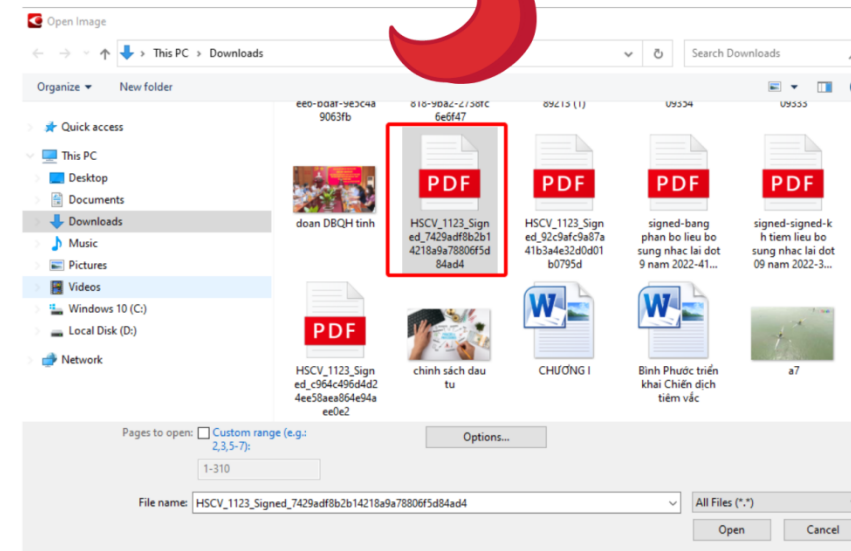 Open Image
This PC > Downloads
Search Downloads
Organize
New folder
9063fb
6e6f47
89213 (1)
09354
09333
Quick access
This PC
Desktop
Documents
Downloads
Music
Pictures
Videos
Windows 10 (C:)
Local Disk (D:)
Network
doan DBQH tinh
PDF
HSCV_1123_Sign
ed_7429adf8b2b1
4218a9a78806f5d
84ad4
PDF
HSCV_1123_Sign
ed_92c9afc9a87a
41b3a4e32d0d01
b0795d
PDF
signed-bang
phan bo lieu bo
sung nhac lai dot
9 nam 2022-41...
PDF
signed-signed-k
h tiem lieu bo
sung nhac lai dot
09 nam 2022-3...
PDF
HSCV_1123_Sign
ed_c964c496d4d2
4ee58aea864e94a
ee0e2
chinh sách dau
tu
W
CHƯƠNG I
W
Bình Phước triển
khai Chiến dịch
tiêm vắc
a7
Pages to open:
Custom range (e.g.:
2,3,5-7):
Options...
1-310
File name:
HSCV_1123_Signed_7429adf8b2b14218a9a78806f5d84ad4
All Files (*.*)
Open
Cancel